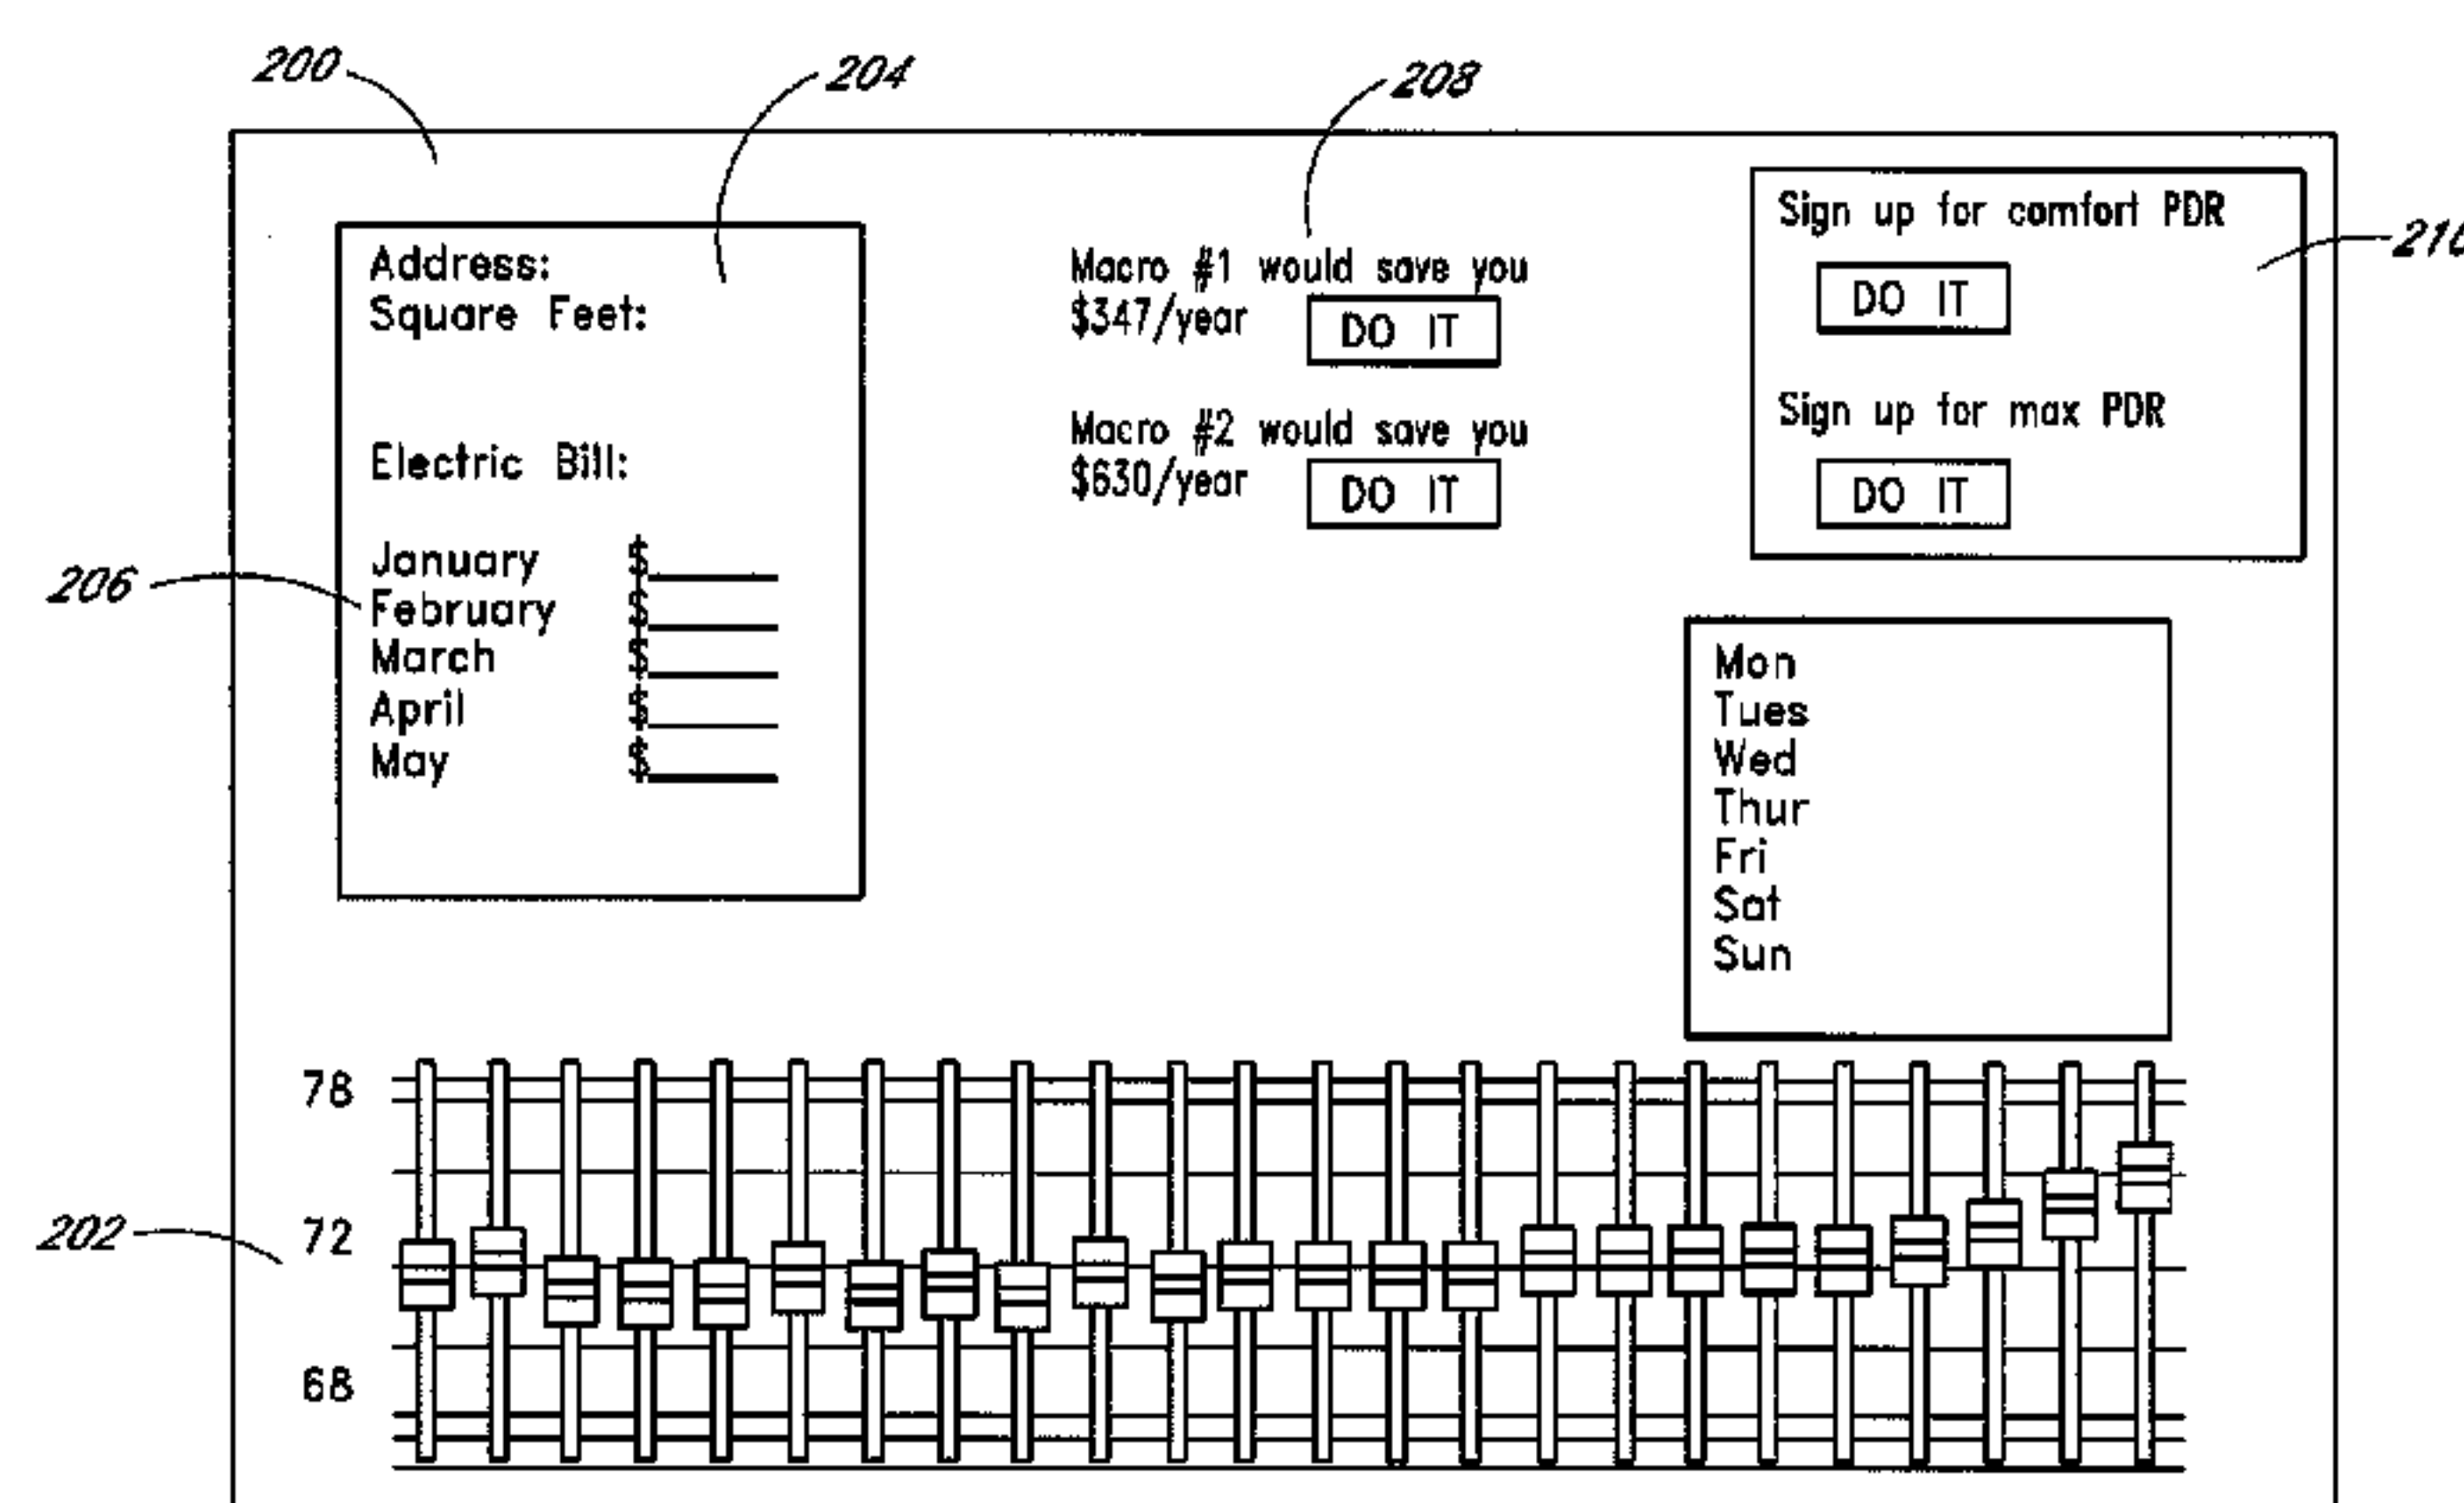 200
204
208
Address:
Square Feet:
Electric Bill:
206
January $
February $
March $
April $
May $
Macro #1 would save you
$347/year DO IT
Macro #2 would save you
$630/year DO IT
Sign up for comfort PDR
DO IT
Sign up for max PDR
DO IT
Mon
Tues
Wed
Thur
Fri
Sat
Sun
78
202
72
68